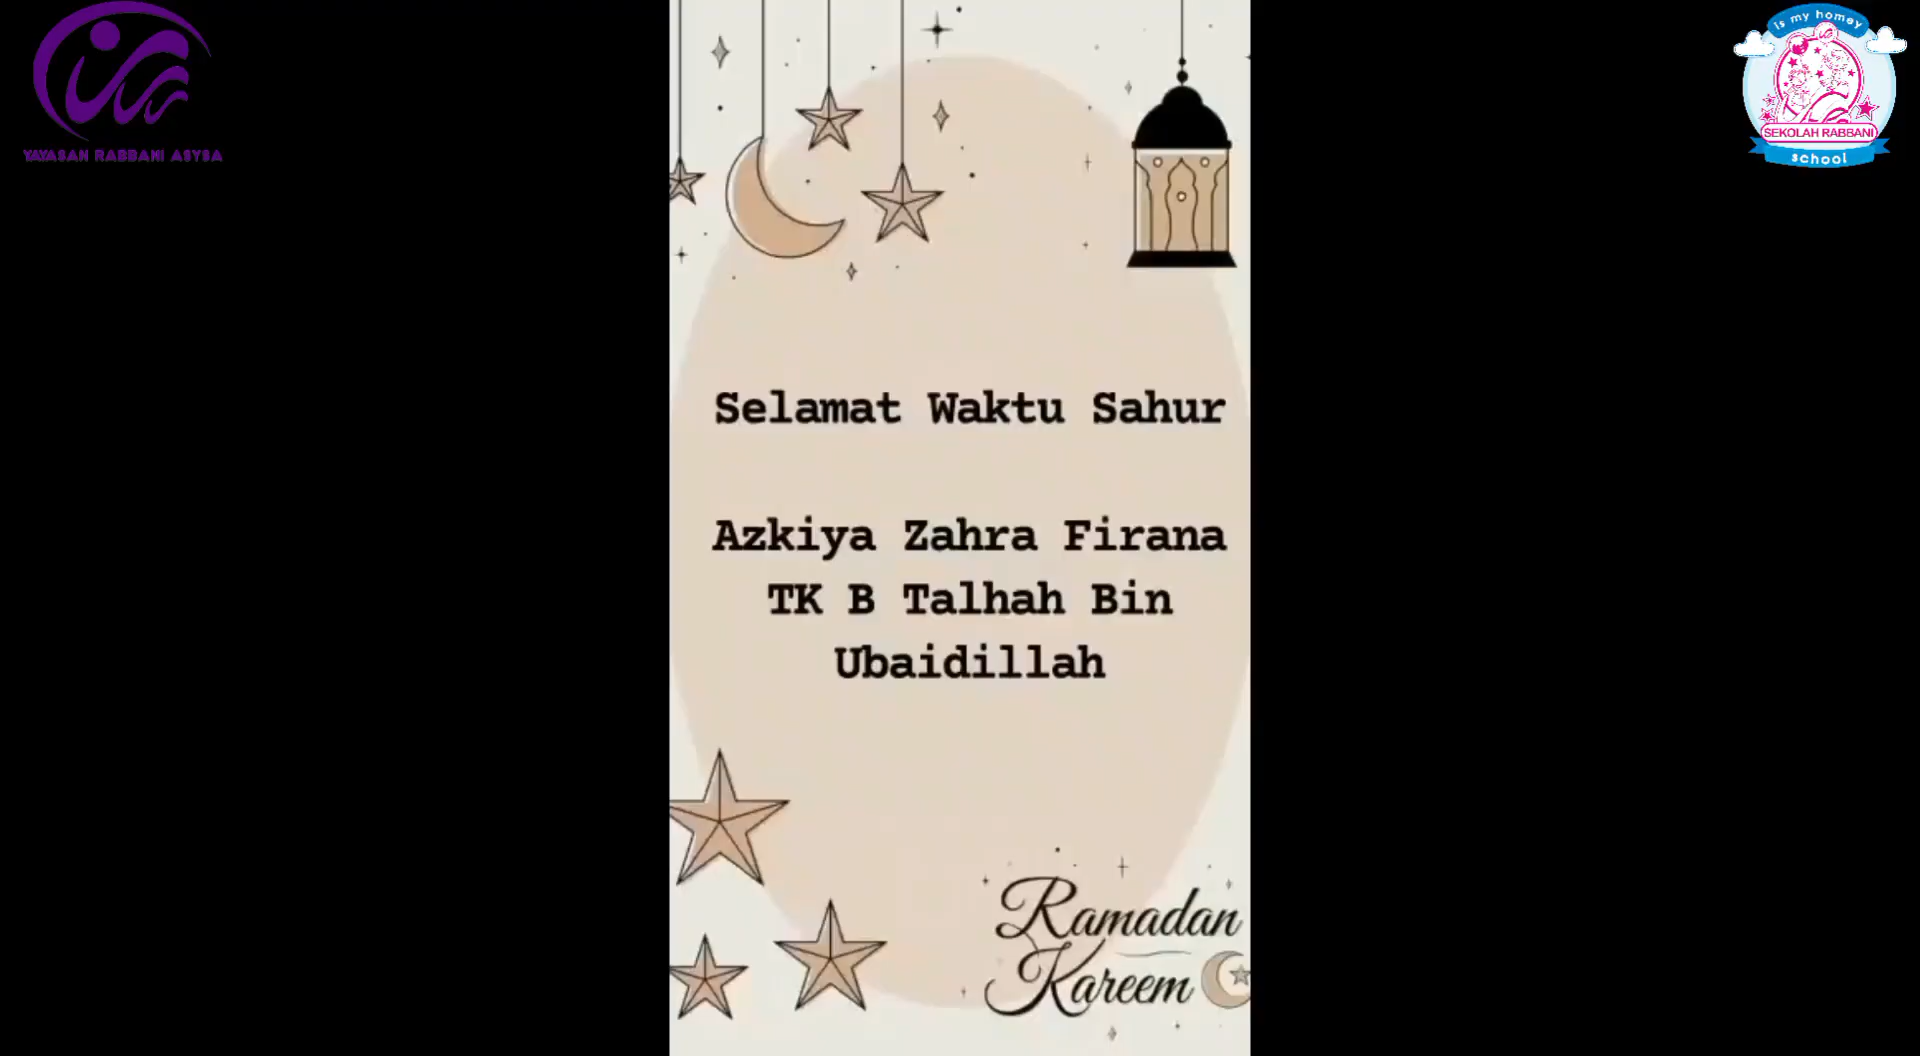 YAYASAN RABBANI ASYSA
is my homey
SEKOLAH RABBANI
school
Selamat Waktu Sahur
Azkiya Zahra Firana
TK B Talhah Bin
Ubaidillah
Ramadan
Kareem